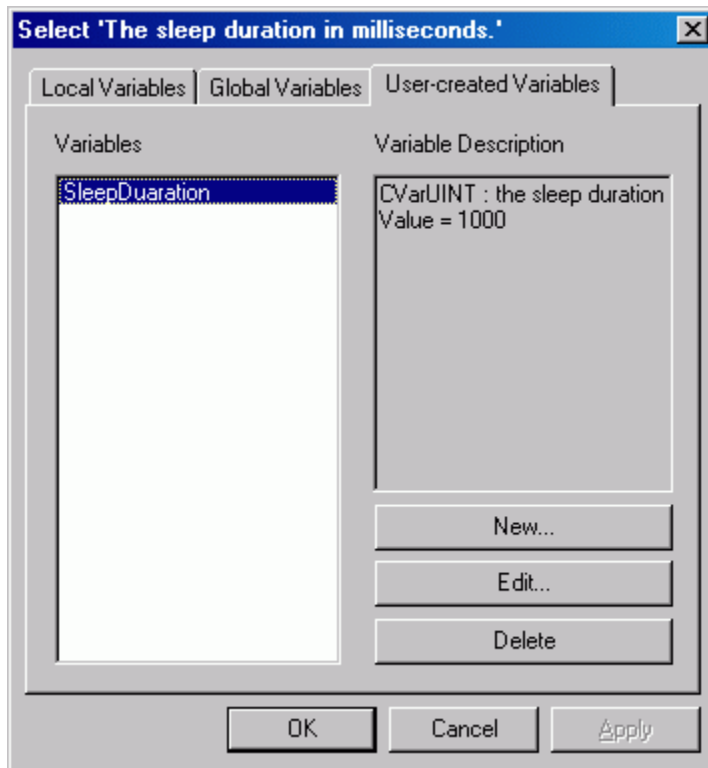 Select 'The sleep duration in milliseconds.'
Local Variables Global Variables User-created Variables
Variables
SleepDuaration
Variable Description
CVarUINT : the sleep duration
Value = 1000
New...
Edit...
Delete
OK Cancel Apply